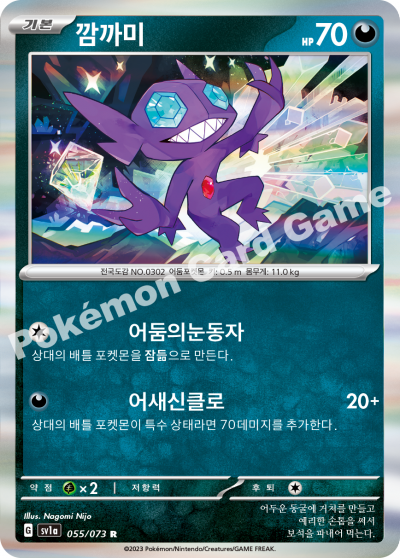 기본 깜까미 HP 70
전국도감 NO.0302 어둠포켓몬 키: 0.5 m 몸무게: 11.0 kg
어둠의눈동자
상대의 배틀 포켓몬을 잠듦으로 만든다.
어새신클로 20+
상대의 배틀 포켓몬이 특수 상태라면 70데미지를 추가한다.
약점 ×2 저항력 후퇴
Illus. Nagomi Nijo
G sv1a 055/073 R
어두운 동굴에 거처를 만들고
예리한 손톱을 써서
보석을 파내어 먹는다.
©2023 Pokémon/Nintendo/Creatures/GAME FREAK.
Pokémon Card Game